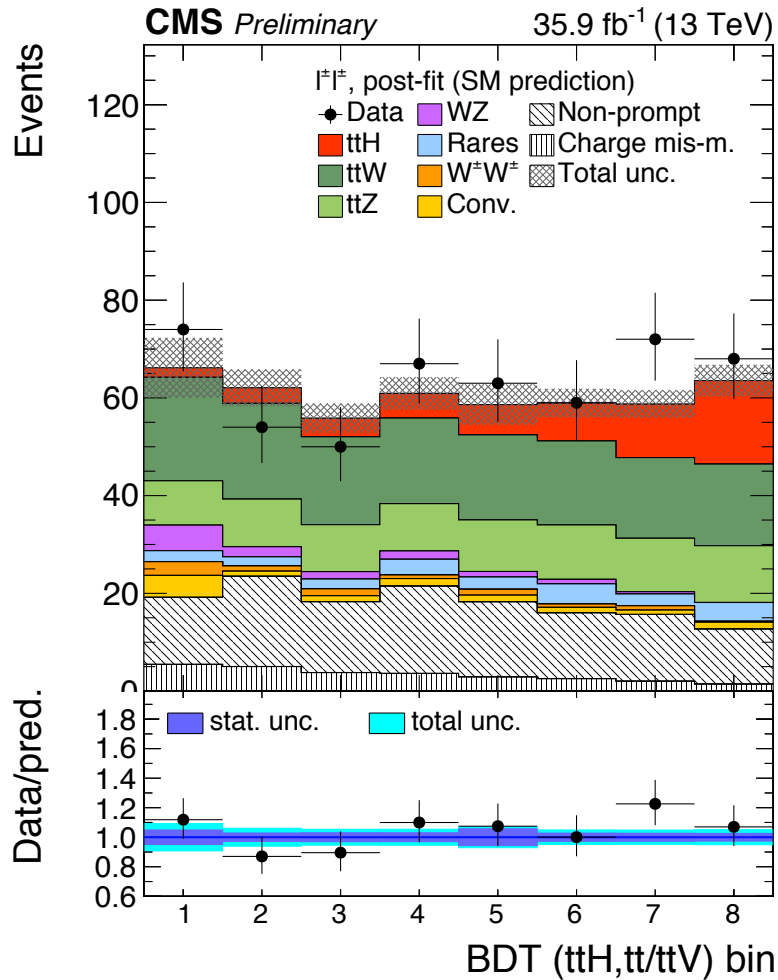 CMS Preliminary 35.9 fb⁻¹ (13 TeV)
Events
l±l±, post-fit (SM prediction)
Data WZ Non-prompt
ttH Rares Charge mis-m.
ttW W±W± Total unc.
ttZ Conv.
120
100
80
60
40
20
0
Data/pred.
stat. unc. total unc.
1.8
1.6
1.4
1.2
1.0
0.8
0.6
1 2 3 4 5 6 7 8
BDT (ttH,tt/ttV) bin